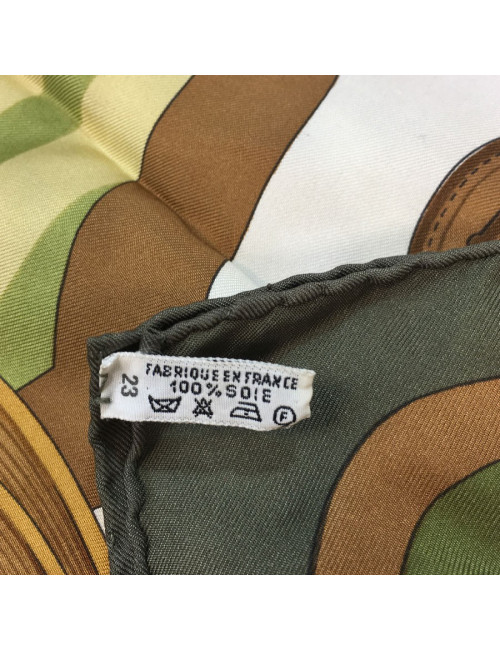 FABRIQUE EN FRANCE
100% SOIE
F
23